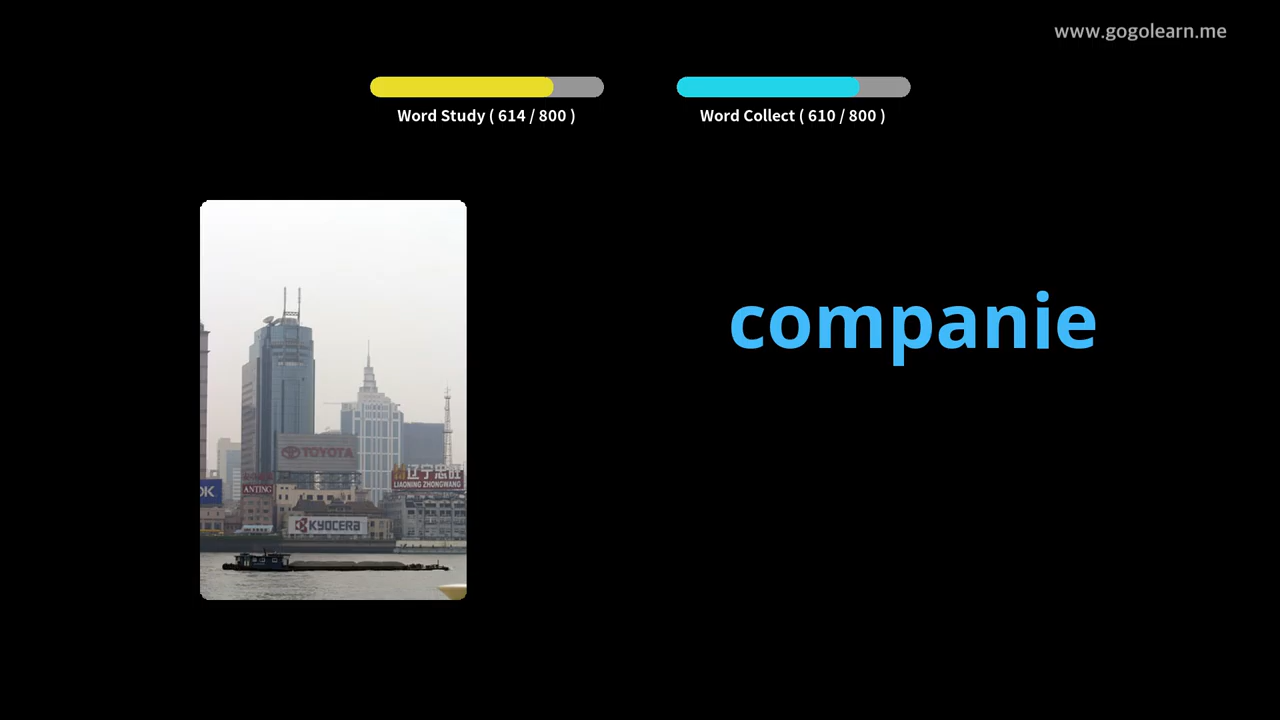 www.gogolearn.me
Word Study ( 614 / 800 )
Word Collect ( 610 / 800 )
companie
TOYOTA
辽宁忠旺
LIAONING ZHONGWANG
OK
ANTING
KYOCERA